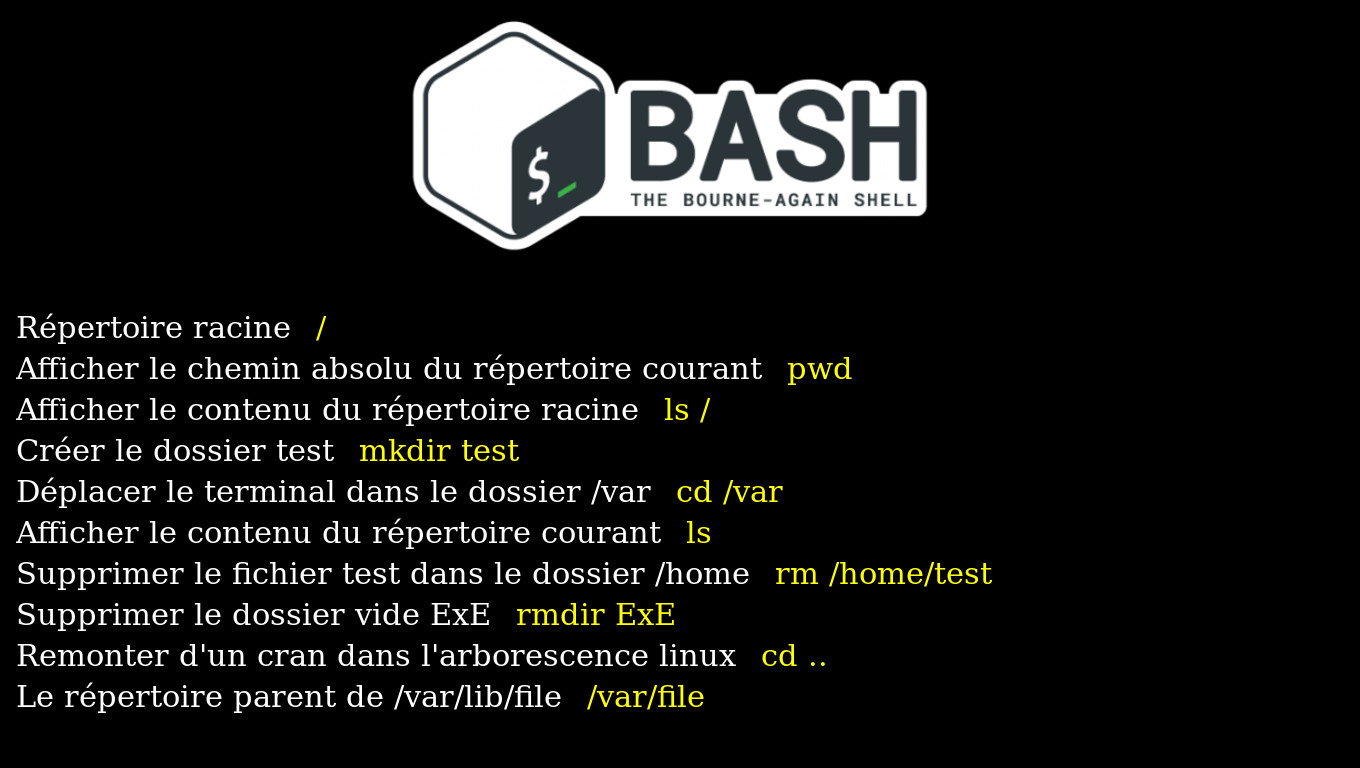 $_
BASH
THE BOURNE-AGAIN SHELL
Répertoire racine /
Afficher le chemin absolu du répertoire courant pwd
Afficher le contenu du répertoire racine ls /
Créer le dossier test mkdir test
Déplacer le terminal dans le dossier /var cd /var
Afficher le contenu du répertoire courant ls
Supprimer le fichier test dans le dossier /home rm /home/test
Supprimer le dossier vide ExE rmdir ExE
Remonter d'un cran dans l'arborescence linux cd ..
Le répertoire parent de /var/lib/file /var/file